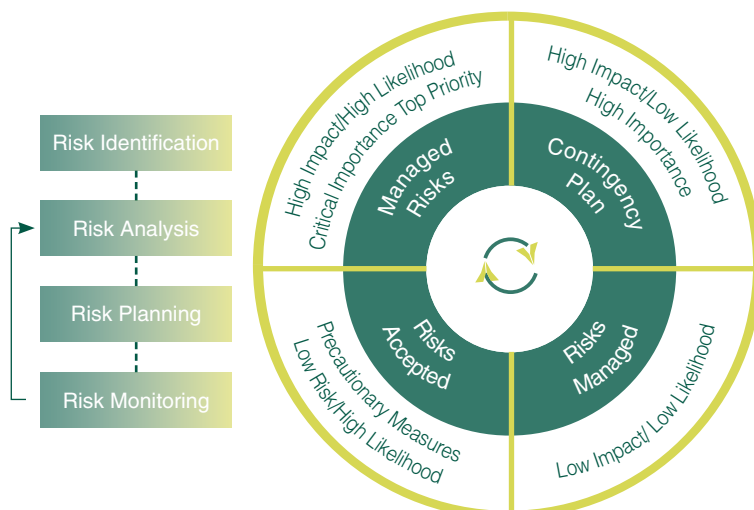 Risk Identification
Risk Analysis
Risk Planning
Risk Monitoring
High Impact/High Likelihood
Critical Importance Top Priority
Managed
Risks
High Impact/Low Likelihood
High Importance
Contingency
Plan
Risks
Accepted
Precautionary Measures
Low Risk/High Likelihood
Risks
Managed
Low Impact/ Low Likelihood